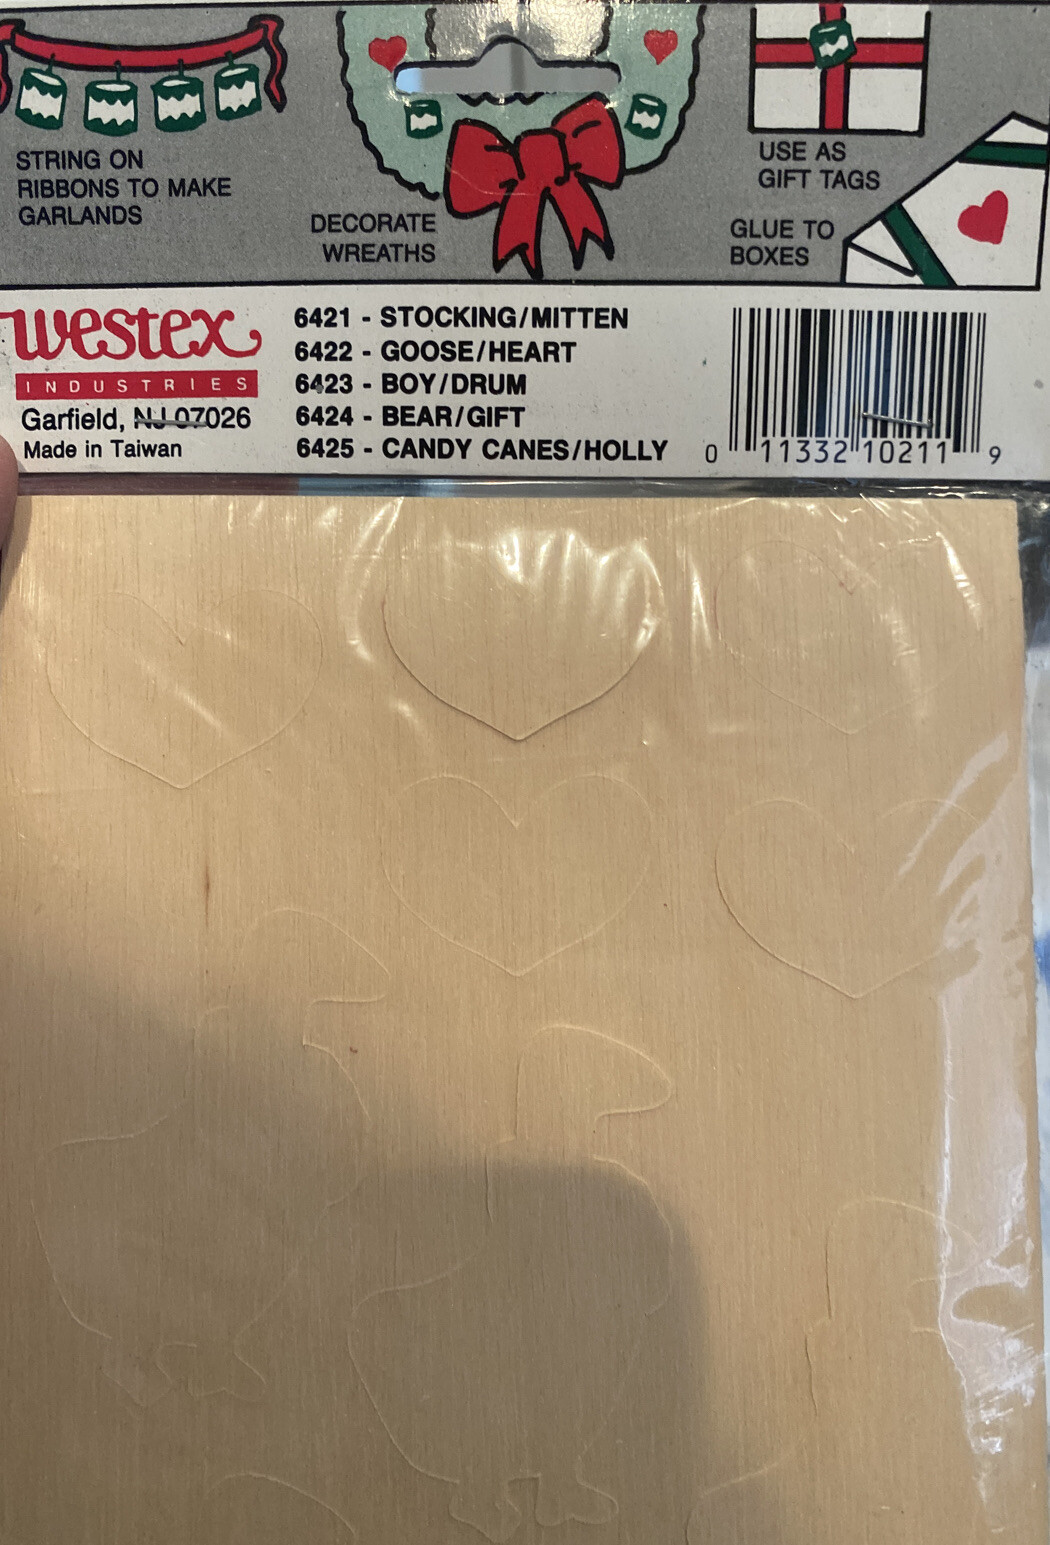 STRING ON
RIBBONS TO MAKE
GARLANDS
DECORATE
WREATHS
USE AS
GIFT TAGS
GLUE TO
BOXES
westex
INDUSTRIES
Garfield, NJ 07026
Made in Taiwan
6421 - STOCKING/MITTEN
6422 - GOOSE/HEART
6423 - BOY/DRUM
6424 - BEAR/GIFT
6425 - CANDY CANES/HOLLY
0 11332 10211 9